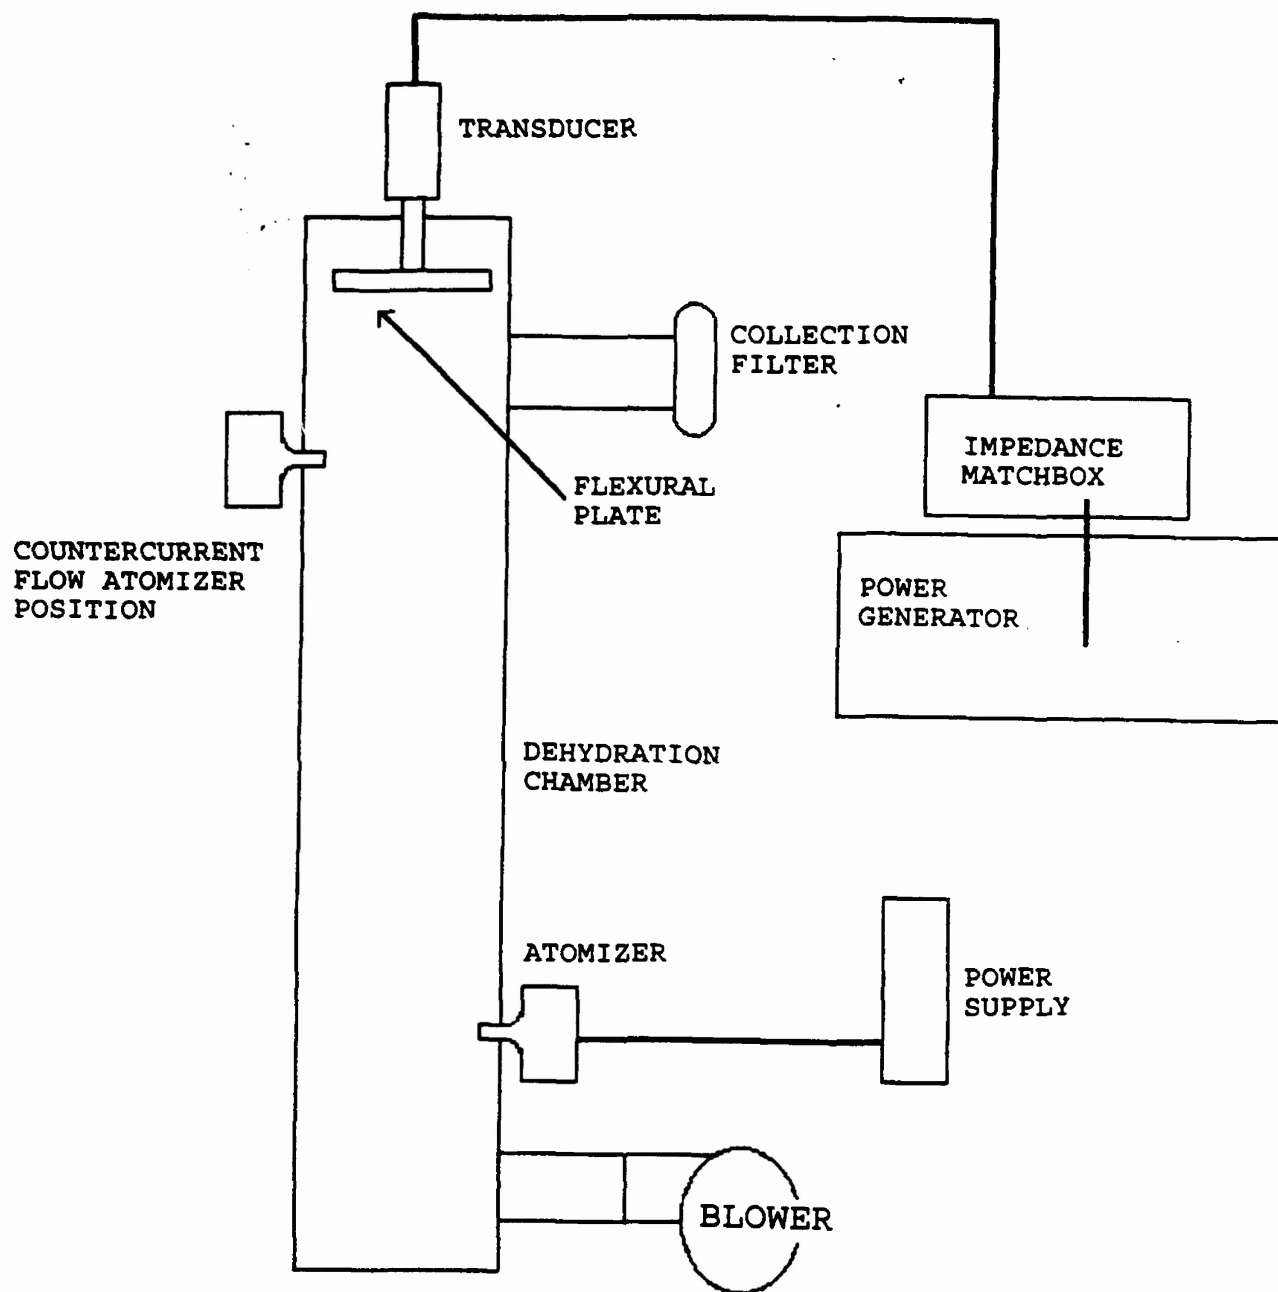 TRANSDUCER
COLLECTION
FILTER
IMPEDANCE
MATCHBOX
FLEXURAL
PLATE
COUNTERCURRENT
FLOW ATOMIZER
POSITION
POWER
GENERATOR
DEHYDRATION
CHAMBER
ATOMIZER
POWER
SUPPLY
BLOWER